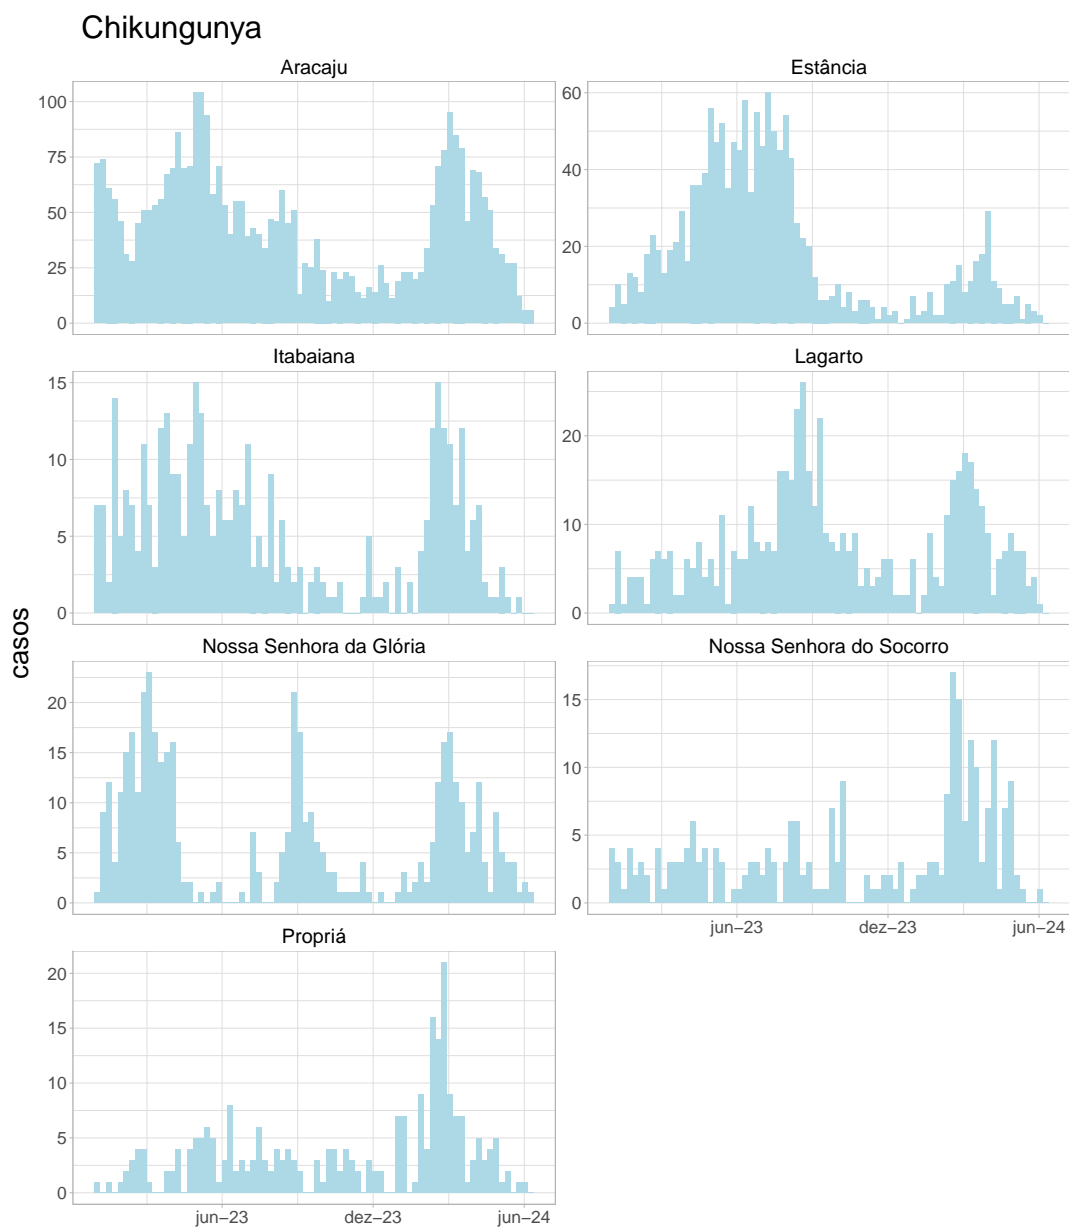 Chikungunya
Aracaju
Estância
100
75
50
25
0
60
40
20
0
Itabaiana
Lagarto
15
10
5
0
20
10
0
casos
Nossa Senhora da Glória
Nossa Senhora do Socorro
20
15
10
5
0
15
10
5
0
jun–23
dez–23
jun–24
Propriá
20
15
10
5
0
jun–23
dez–23
jun–24